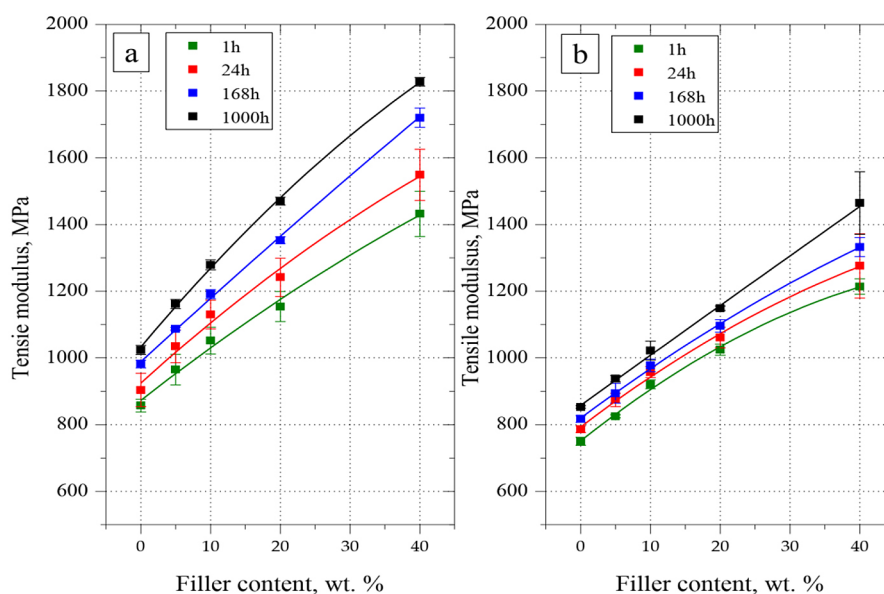 a
1h
24h
168h
1000h
Tensie modulus, MPa
2000
1800
1600
1400
1200
1000
800
600
0 10 20 30 40
Filler content, wt. %
b
1h
24h
168h
1000h
Tensile modulsus, MPa
2000
1800
1600
1400
1200
1000
800
600
0 10 20 30 40
Filler content, wt. %